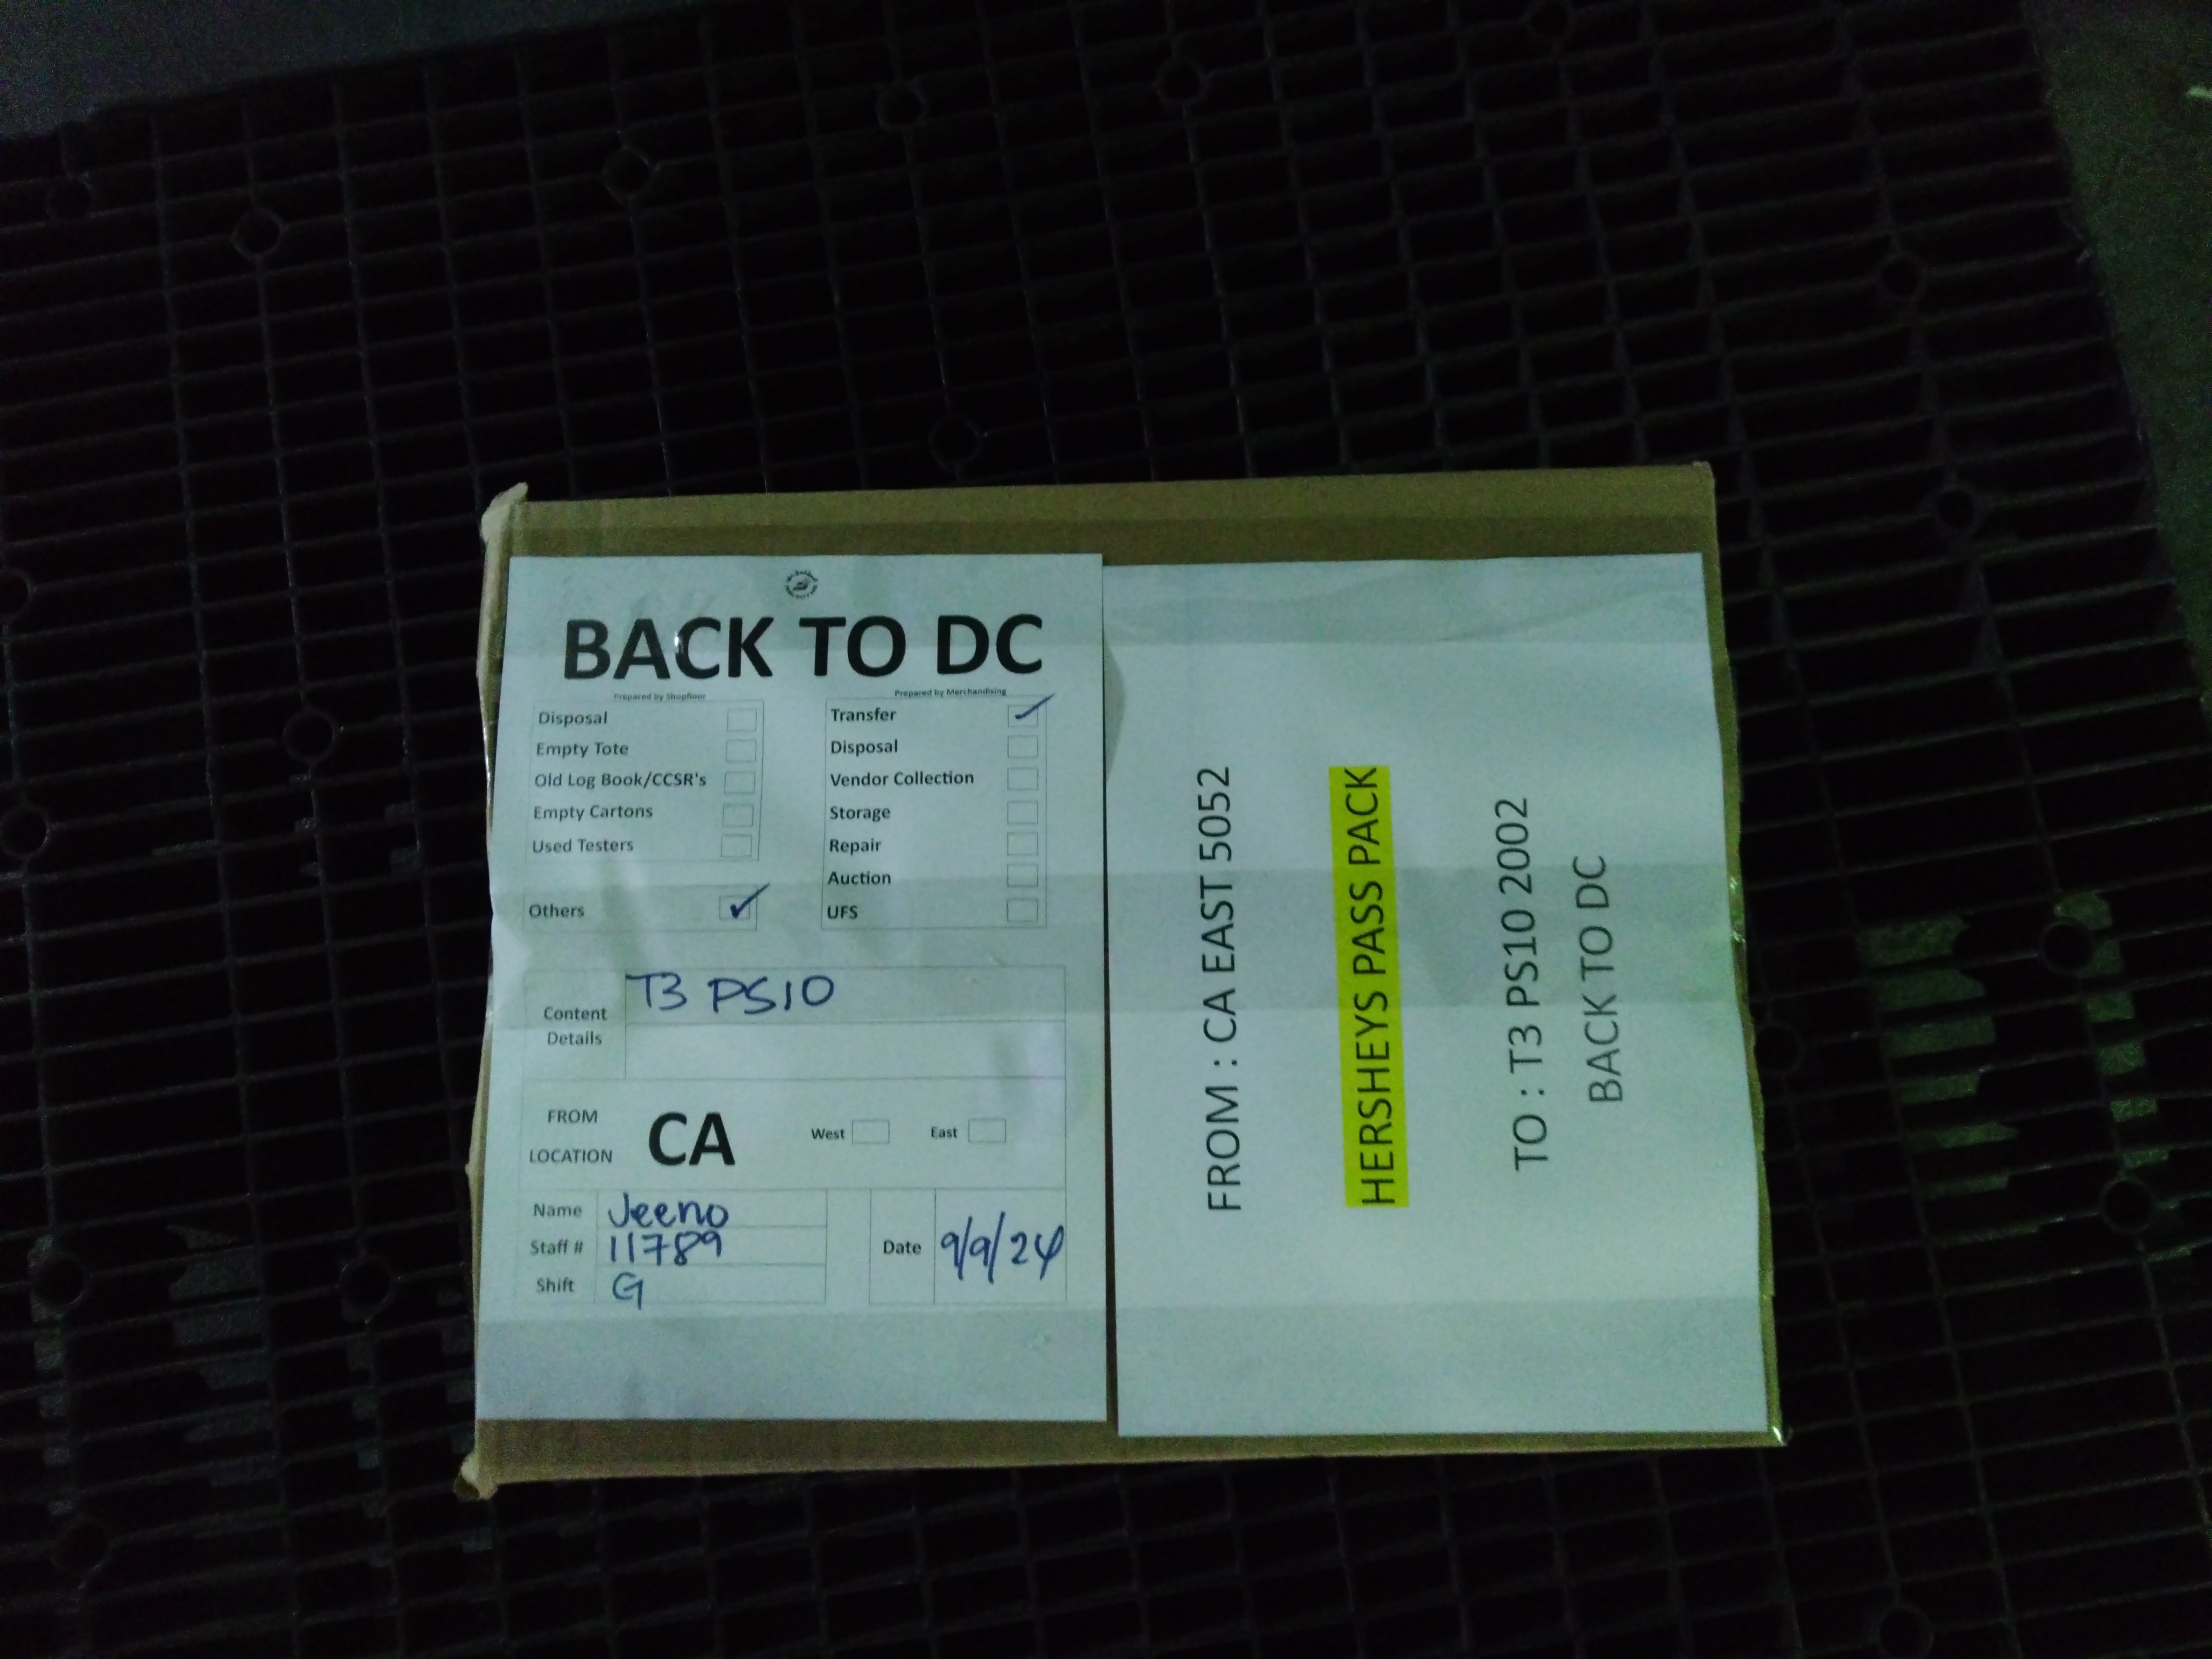 BACK TO DC
Prepared by Shopfloor
Disposal
Empty Tote
Old Log Book/CCSR's
Empty Cartons
Used Testers
Others
Prepared by Merchandising
Transfer
Disposal
Vendor Collection
Storage
Repair
Auction
UFS
Content Details
T3 PS10
FROM LOCATION
CA
West
East
Name Jeeno
Staff # 11789
Shift G
Date 9/9/24
FROM : CA EAST 5052
HERSHEYS PASS PACK
TO : T3 PS10 2002
BACK TO DC